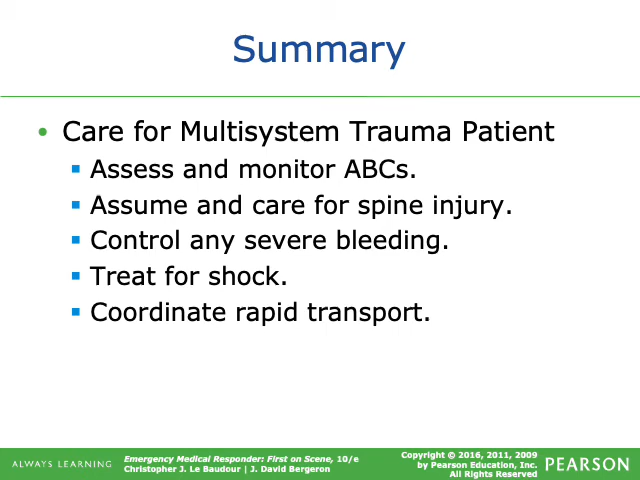 Summary
• Care for Multisystem Trauma Patient
▪ Assess and monitor ABCs.
▪ Assume and care for spine injury.
▪ Control any severe bleeding.
▪ Treat for shock.
▪ Coordinate rapid transport.
ALWAYS LEARNING
Emergency Medical Responder: First on Scene, 10/e
Christopher J. Le Baudour | J. David Bergeron
Copyright © 2016, 2011, 2009
by Pearson Education, Inc.
All Rights Reserved
PEARSON